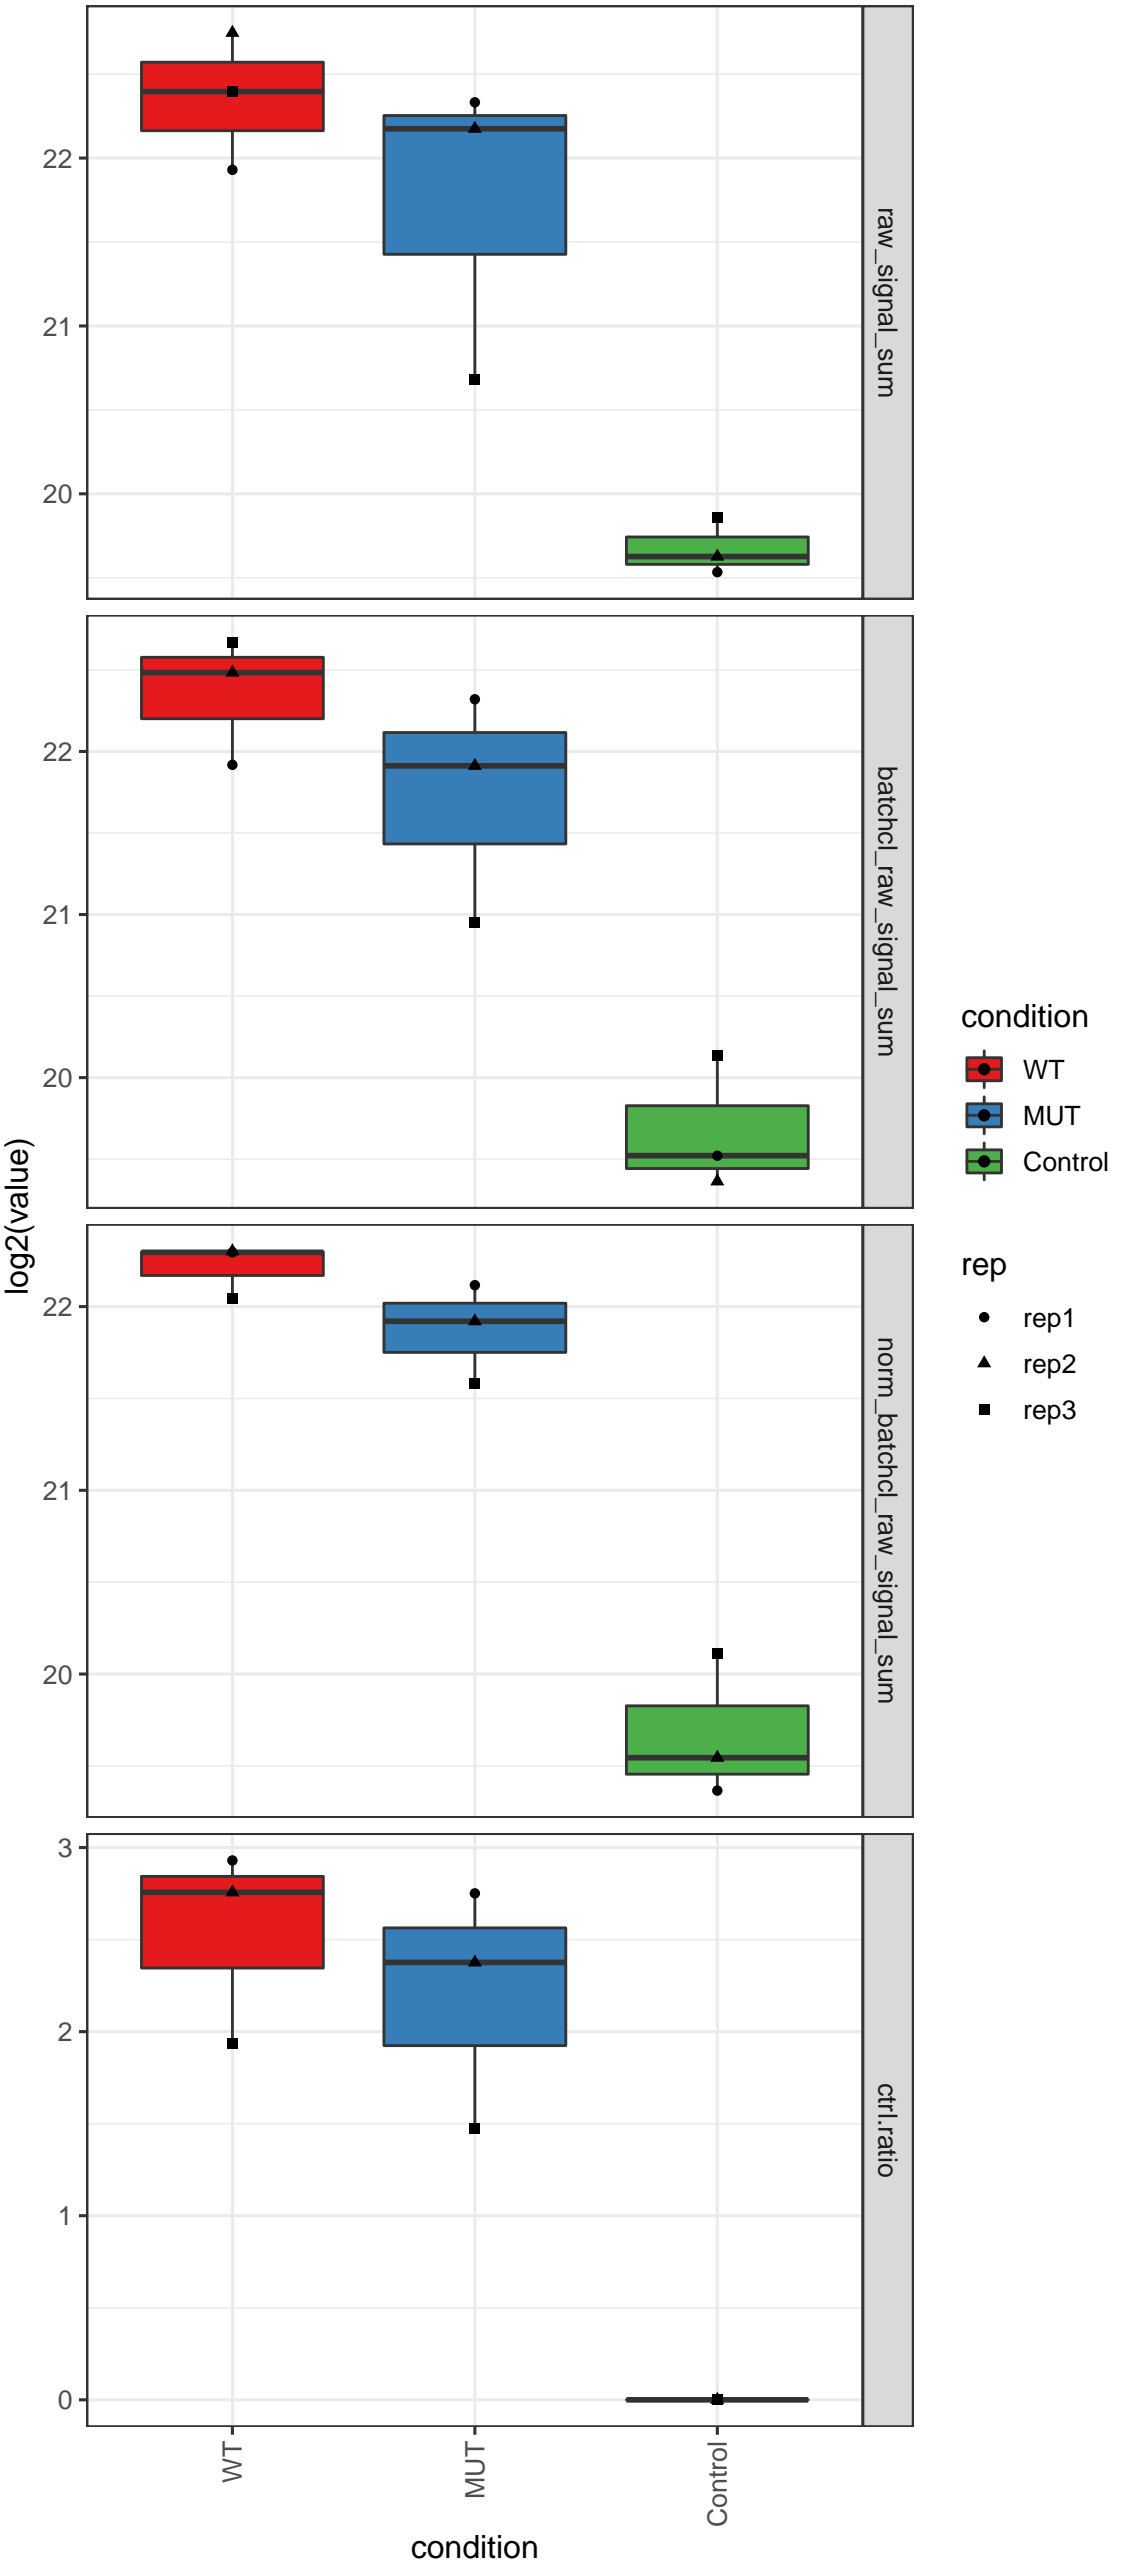 log2(value)
22
21
20
raw_signal_sum
22
21
20
batchcl_raw_signal_sum
22
21
20
norm_batchcl_raw_signal_sum
3
2
1
0
ctrl.ratio
WT
MUT
Control
condition
condition
WT
MUT
Control
rep
rep1
rep2
rep3